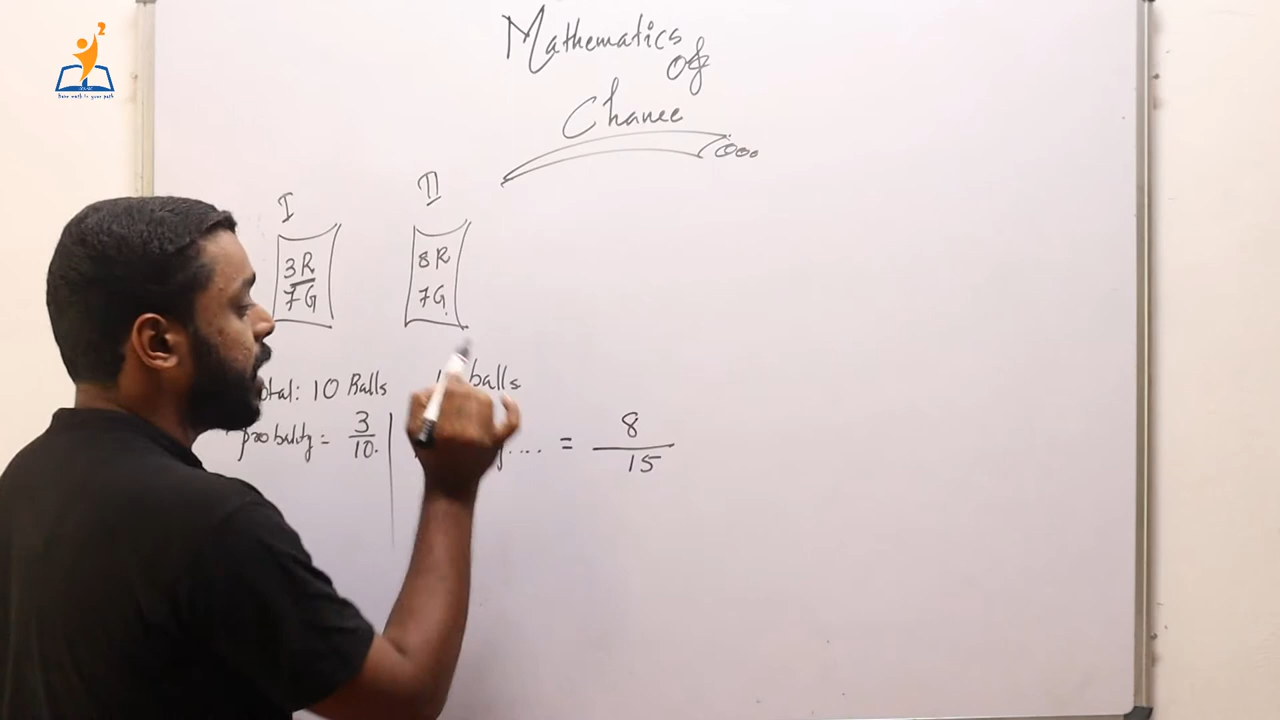 Mathematics
of
Chance
I
II
3R
7G
8R
7G
otal: 10 Balls
balls
probability = 3/10.
.... = 8/15